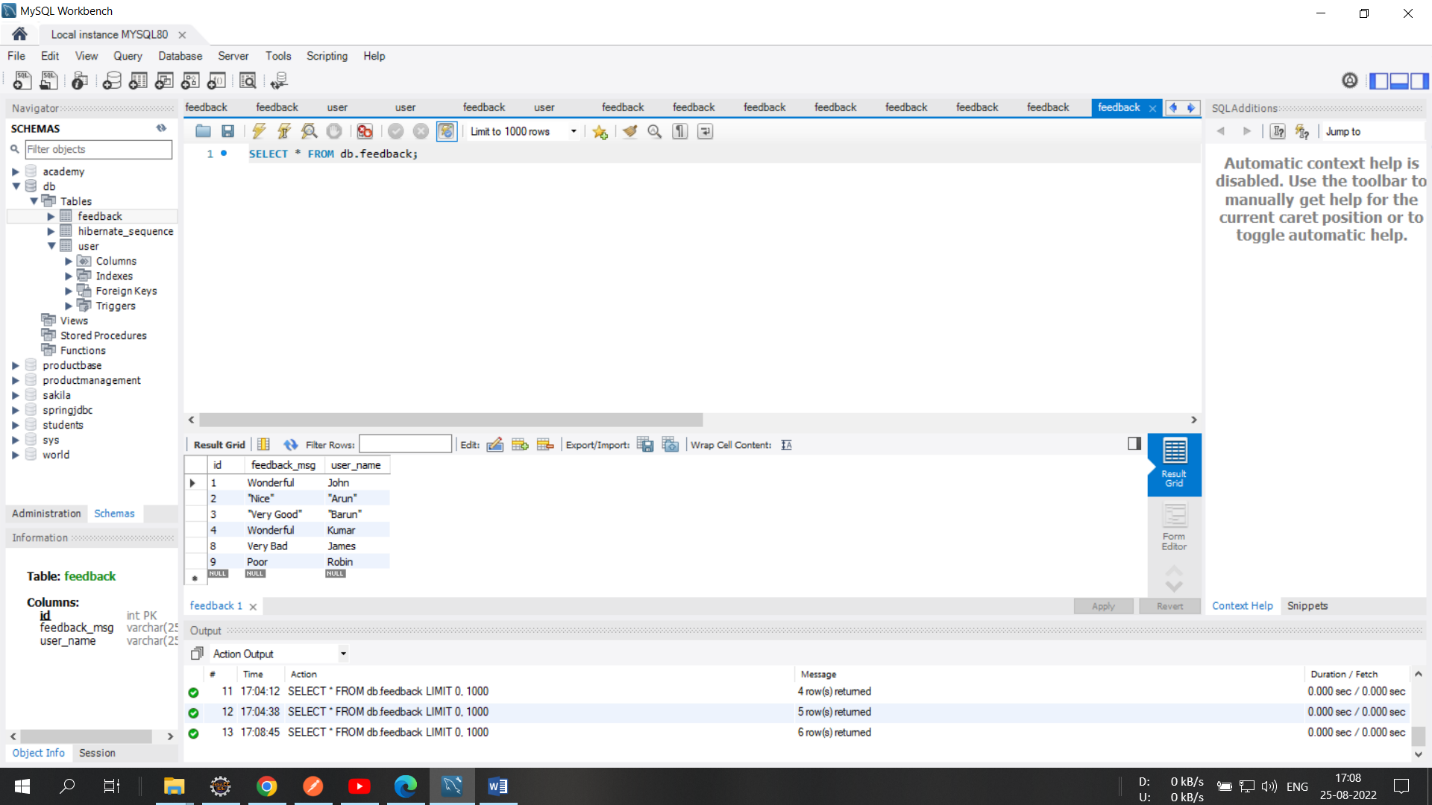 MySQL Workbench
Local instance MYSQL80
File Edit View Query Database Server Tools Scripting Help
Navigator
SCHEMAS
Filter objects
academy
db
Tables
feedback
hibernate_sequence
user
Columns
Indexes
Foreign Keys
Triggers
Views
Stored Procedures
Functions
productbase
productmanagement
sakila
springjdbc
students
sys
world
Administration Schemas
Information
Table: feedback
Columns:
id int PK
feedback_msg varchar(25
user_name varchar(25
Object Info Session
feedback feedback user user feedback user feedback feedback feedback feedback feedback feedback feedback feedback
Limit to 1000 rows
1 SELECT * FROM db.feedback;
Result Grid Filter Rows: Edit: Export/Import: Wrap Cell Content:
id feedback_msg user_name
1 Wonderful John
2 "Nice" "Arun"
3 "Very Good" "Barun"
4 Wonderful Kumar
8 Very Bad James
9 Poor Robin
NULL NULL NULL
Result
Grid
Form
Editor
feedback 1 Apply Revert
Output
Action Output
# Time Action Message Duration / Fetch
11 17:04:12 SELECT * FROM db.feedback LIMIT 0, 1000 4 row(s) returned 0.000 sec / 0.000 sec
12 17:04:38 SELECT * FROM db.feedback LIMIT 0, 1000 5 row(s) returned 0.000 sec / 0.000 sec
13 17:08:45 SELECT * FROM db.feedback LIMIT 0, 1000 6 row(s) returned 0.000 sec / 0.000 sec
SQLAdditions
Jump to
Automatic context help is
disabled. Use the toolbar to
manually get help for the
current caret position or to
toggle automatic help.
Context Help Snippets
D: 0 kB/s
U: 0 kB/s
ENG
17:08
25-08-2022